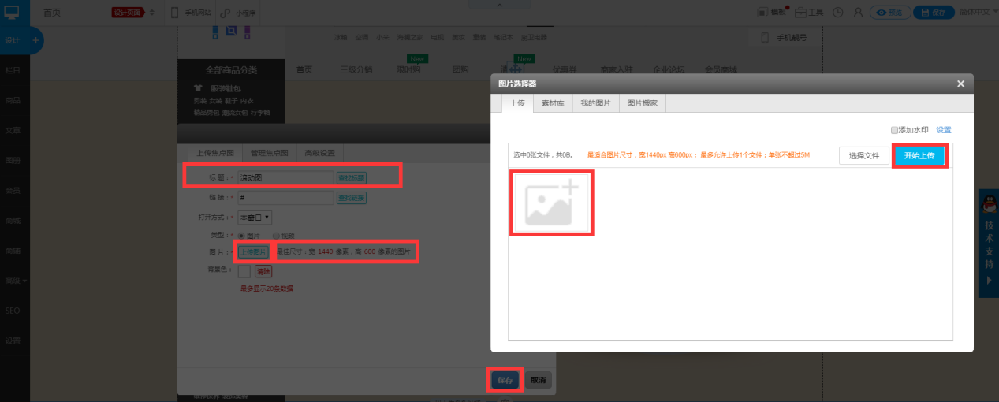 首页
设计页面
手机网站
小程序
模板
工具
预览
保存
简体中文
设计
栏目
商品
文章
图册
会员
商城
商铺
高级
SEO
设置
冰箱 空调 小米 海澜之家 电视 面膜 童装 笔记本 厨卫电器
手机靓号
New
New
全部商品分类
首页
三级分销
限时购
团购
优惠券
商家入驻
企业论坛
会员商城
服装鞋包
男装 女装 鞋子 内衣
精品男包 潮流女包 行李箱
上传焦点图
管理焦点图
高级设置
标 题：*
滚动图
查找标题
链 接：*
#
查找链接
打开方式：*
本窗口
类型：*
图片
视频
图 片：*
上传图片
最佳尺寸：宽 1440 像素，高 600 像素的图片
背景色：
清除
最多显示20条数据
保存
取消
图片选择器
上传
素材库
我的图片
图片搬家
添加水印
设置
选中0张文件，共0B。
最适合图片尺寸，宽1440px 高600px； 最多允许上传1个文件；单张不超过5M
选择文件
开始上传
技术支持